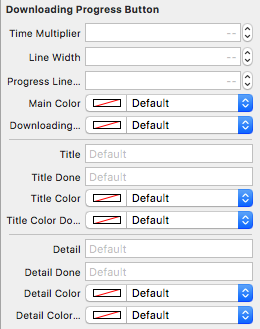 Downloading Progress Button
Time Multiplier --
Line Width --
Progress Line... --
Main Color Default
Downloading... Default
Title Default
Title Done Default
Title Color Default
Title Color Do... Default
Detail Default
Detail Done Default
Detail Color Default
Detail Color... Default